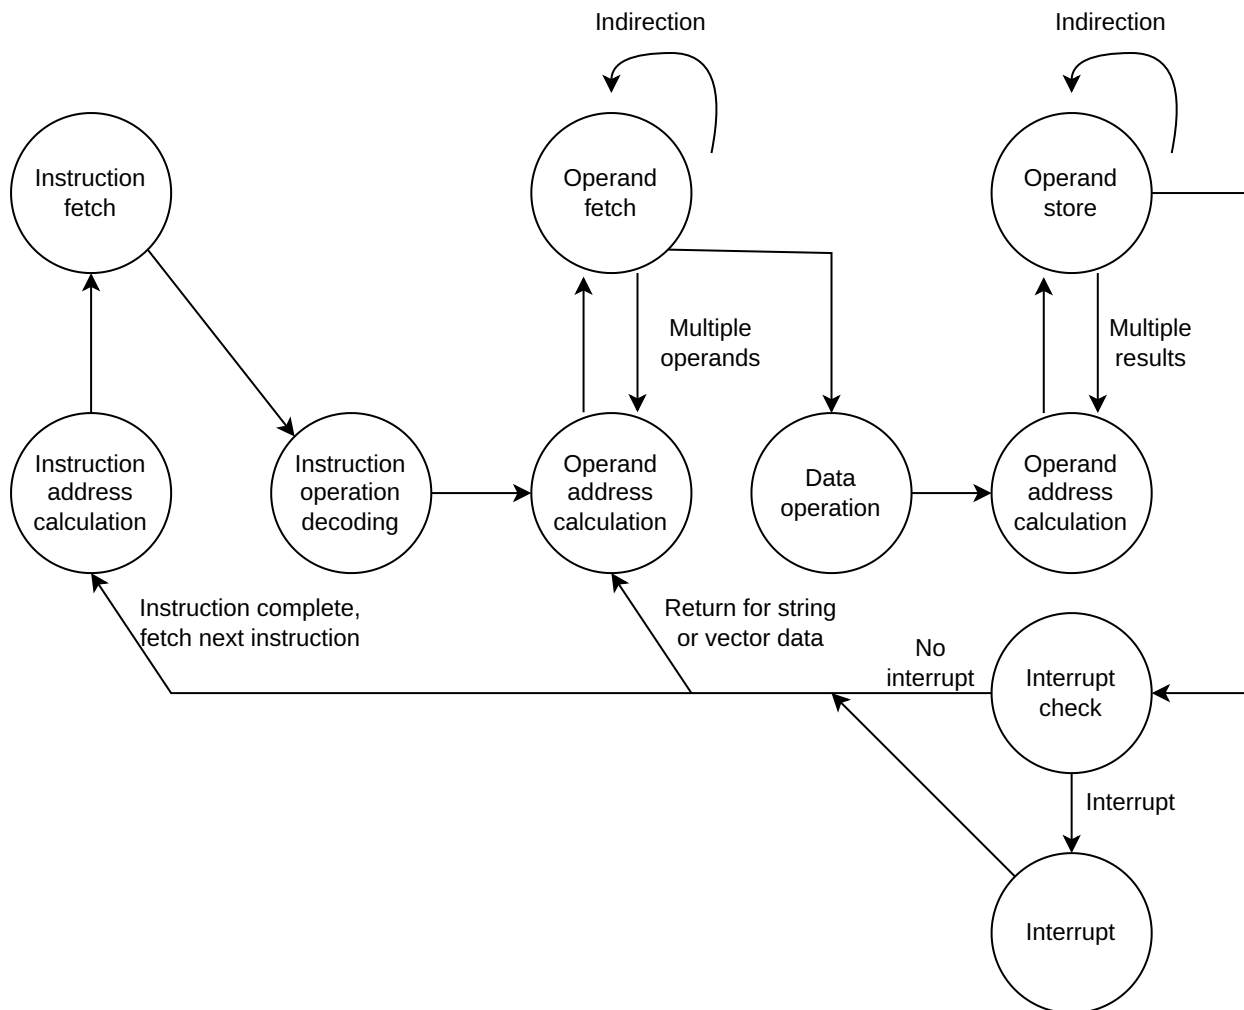 Indirection
Indirection
Instruction
fetch
Operand
fetch
Operand
store
Multiple
operands
Multiple
results
Instruction
address
calculation
Instruction
operation
decoding
Operand
address
calculation
Data
operation
Operand
address
calculation
Instruction complete,
fetch next instruction
Return for string
or vector data
No
interrupt
Interrupt
check
Interrupt
Interrupt